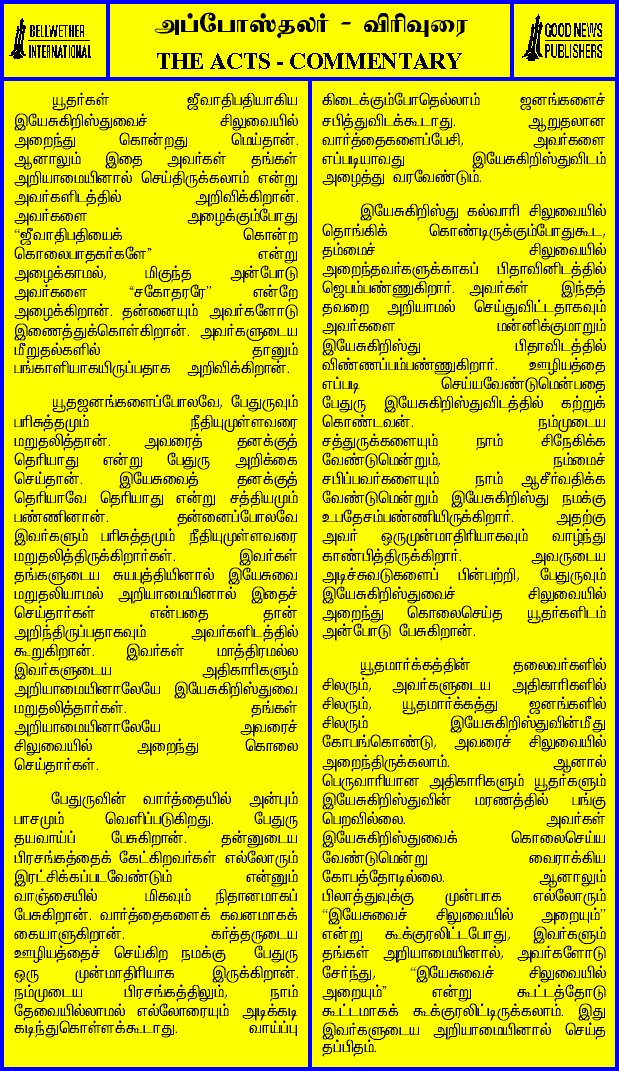 BELLWETHER
INTERNATIONAL
அப்போஸ்தலர் - விரிவுரை
THE ACTS - COMMENTARY
GOOD NEWS
PUBLISHERS
யூதர்கள் ஜீவாதிபதியாகிய
இயேசுகிறிஸ்துவைச் சிலுவையில்
அறைந்து கொன்றது மெய்தான்.
ஆனாலும் இதை அவர்கள் தங்கள்
அறியாமையினால் செய்திருக்கலாம் என்று
அவர்களிடத்தில் அறிவிக்கிறான்.
அவர்களை அழைக்கும்போது
“ஜீவாதிபதியைக் கொன்ற
கொலைபாதகர்களே” என்று
அழைக்காமல், மிகுந்த அன்போடு
அவர்களை “சகோதரரே” என்றே
அழைக்கிறான். தன்னையும் அவர்களோடு
இணைத்துக்கொள்கிறான். அவர்களுடைய
மீறுதல்களில் தானும்
பங்காளியாகயிருப்பதாக அறிவிக்கிறான்.
யூதஜனங்களைப்போலவே, பேதுருவும்
பரிசுத்தமும் நீதியுமுள்ளவரை
மறுதலித்தான். அவரைத் தனக்குத்
தெரியாது என்று பேதுரு அறிக்கை
செய்தான். இயேசுவைத் தனக்குத்
தெரியாவே தெரியாது என்று சத்தியமும்
பண்ணினான். தன்னைப்போலவே
இவர்களும் பரிசுத்தமும் நீதியுமுள்ளவரை
மறுதலித்திருக்கிறார்கள். இவர்கள்
தங்களுடைய சுயபுத்தியினால் இயேசுவை
மறுதலியாமல் அறியாமையினால் இதைச்
செய்தார்கள் என்பதை தான்
அறிந்திருப்பதாகவும் அவர்களிடத்தில்
கூறுகிறான். இவர்கள் மாத்திரமல்ல
இவர்களுடைய அதிகாரிகளும்
அறியாமையினாலேயே இயேசுகிறிஸ்துவை
மறுதலித்தார்கள். தங்கள்
அறியாமையினாலேயே அவரைச்
சிலுவையில் அறைந்து கொலை
செய்தார்கள்.
பேதுருவின் வார்த்தையில் அன்பும்
பாசமும் வெளிப்படுகிறது. பேதுரு
தயவாய்ப் பேசுகிறான். தன்னுடைய
பிரசங்கத்தைக் கேட்கிறவர்கள் எல்லோரும்
இரட்சிக்கப்படவேண்டும் என்னும்
வாஞ்சையில் மிகவும் நிதானமாகப்
பேசுகிறான். வார்த்தைகளைக் கவனமாகக்
கையாளுகிறான். கர்த்தருடைய
ஊழியத்தைச் செய்கிற நமக்கு பேதுரு
ஒரு முன்மாதிரியாக இருக்கிறான்.
நம்முடைய பிரசங்கத்திலும், நாம்
தேவையில்லாமல் எல்லோரையும் அடிக்கடி
கடிந்துகொள்ளக்கூடாது. வாய்ப்பு
கிடைக்கும்போதெல்லாம் ஜனங்களைச்
சபித்துவிடக்கூடாது. ஆறுதலான
வார்த்தைகளைப்பேசி, அவர்களை
எப்படியாவது இயேசுகிறிஸ்துவிடம்
அழைத்து வரவேண்டும்.
இயேசுகிறிஸ்து கல்வாரி சிலுவையில்
தொங்கிக் கொண்டிருக்கும்போதுகூட,
தம்மைச் சிலுவையில்
அறைந்தவர்களுக்காகப் பிதாவினிடத்தில்
ஜெபம்பண்ணுகிறார். அவர்கள் இந்தத்
தவறை அறியாமல் செய்துவிட்டதாகவும்
அவர்களை மன்னிக்குமாறும்
இயேசுகிறிஸ்து பிதாவிடத்தில்
விண்ணப்பம்பண்ணுகிறார். ஊழியத்தை
எப்படி செய்யவேண்டுமென்பதை
பேதுரு இயேசுகிறிஸ்துவிடத்தில் கற்றுக்
கொண்டவன். நம்முடைய
சத்துருக்களையும் நாம் சிநேகிக்க
வேண்டுமென்றும், நம்மைச்
சபிப்பவர்களையும் நாம் ஆசீர்வதிக்க
வேண்டுமென்றும் இயேசுகிறிஸ்து நமக்கு
உபதேசம்பண்ணியிருக்கிறார். அதற்கு
அவர் ஒருமுன்மாதிரியாகவும் வாழ்ந்து
காண்பித்திருக்கிறார். அவருடைய
அடிச்சுவடுகளைப் பின்பற்றி, பேதுருவும்
இயேசுகிறிஸ்துவைச் சிலுவையில்
அறைந்து கொலைசெய்த யூதர்களிடம்
அன்போடு பேசுகிறான்.
யூதமார்க்கத்தின் தலைவர்களில்
சிலரும், அவர்களுடைய அதிகாரிகளில்
சிலரும், யூதமார்க்கத்து ஜனங்களில்
சிலரும் இயேசுகிறிஸ்துவின்மீது
கோபங்கொண்டு, அவரைச் சிலுவையில்
அறைந்திருக்கலாம். ஆனால்
பெருவாரியான அதிகாரிகளும் யூதர்களும்
இயேசுகிறிஸ்துவின் மரணத்தில் பங்கு
பெறவில்லை. அவர்கள்
இயேசுகிறிஸ்துவைக் கொலைசெய்ய
வேண்டுமென்று வைராக்கிய
கோபத்தோடில்லை. ஆனாலும்
பிலாத்துவுக்கு முன்பாக எல்லோரும்
“இயேசுவைச் சிலுவையில் அறையும்”
என்று கூக்குரலிட்டபோது, இவர்களும்
தங்கள் அறியாமையினால், அவர்களோடு
சேர்ந்து, “இயேசுவைச் சிலுவையில்
அறையும்” என்று கூட்டத்தோடு
கூட்டமாகக் கூக்குரலிட்டிருக்கலாம். இது
இவர்களுடைய அறியாமையினால் செய்த
தப்பிதம்.